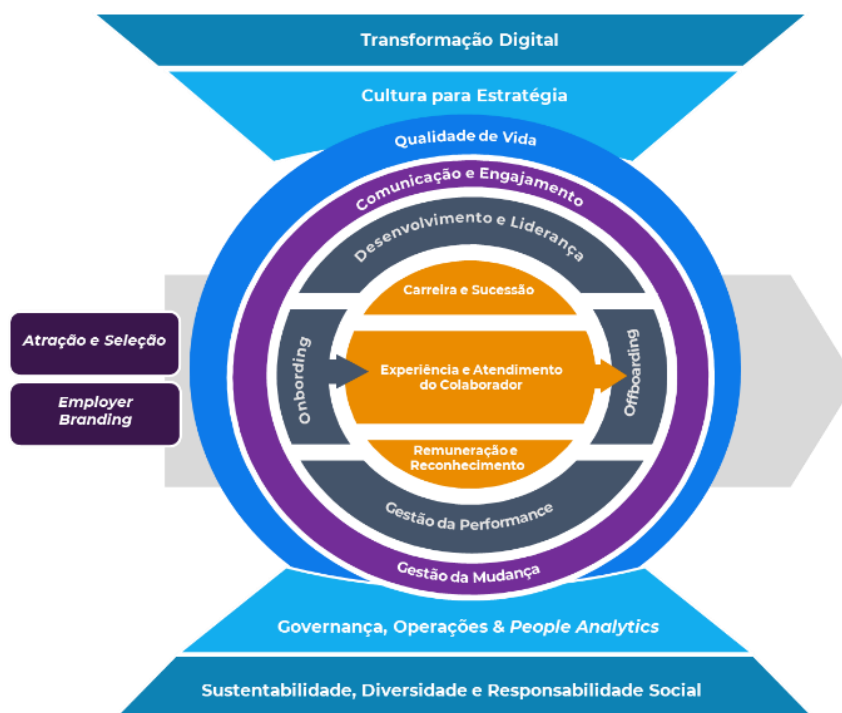 Transformação Digital
Cultura para Estratégia
Qualidade de Vida
Comunicação e Engajamento
Desenvolvimento e Liderança
Carreira e Sucessão
Atração e Seleção
Employer
Branding
Onbording
Experiência e Atendimento
do Colaborador
Offboarding
Remuneração e
Reconhecimento
Gestão da Performance
Gestão da Mudança
Governança, Operações & People Analytics
Sustentabilidade, Diversidade e Responsabilidade Social